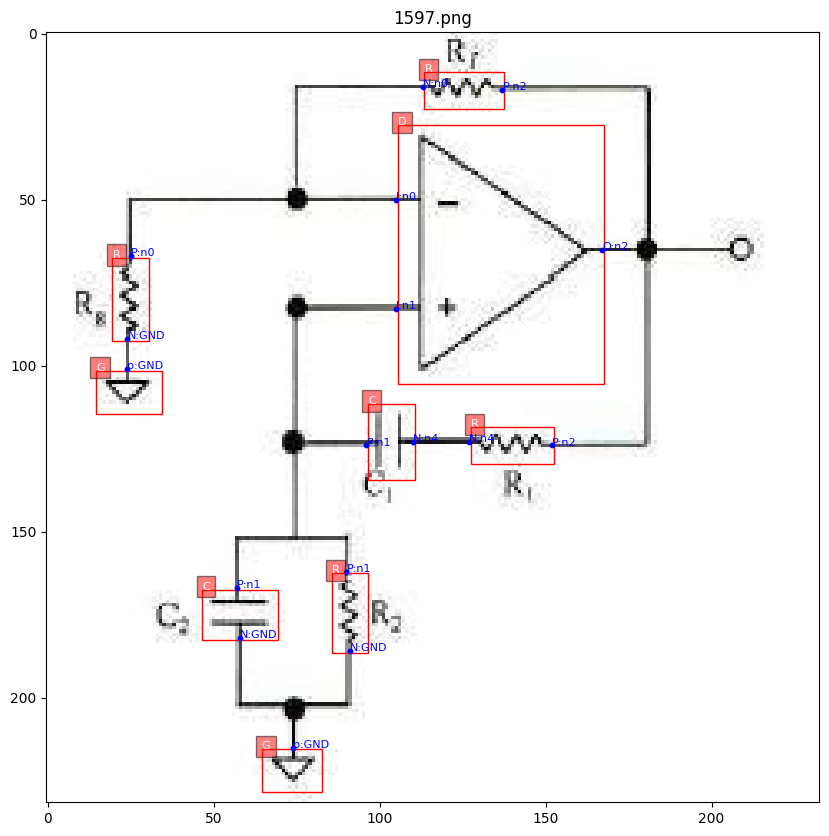 1597.png
0
R_f
R
N:n0
P:n2
D
50
I:n0
−
O:n2
R
P:n0
R_g
I:n1
+
N:GND
100
G
p:GND
C
R
P:n1
N:n4
N:n4
P:n2
C_1
R_1
150
R
P:n1
C
P:n1
C_2
R_2
N:GND
N:GND
200
G
p:GND
0
50
100
150
200